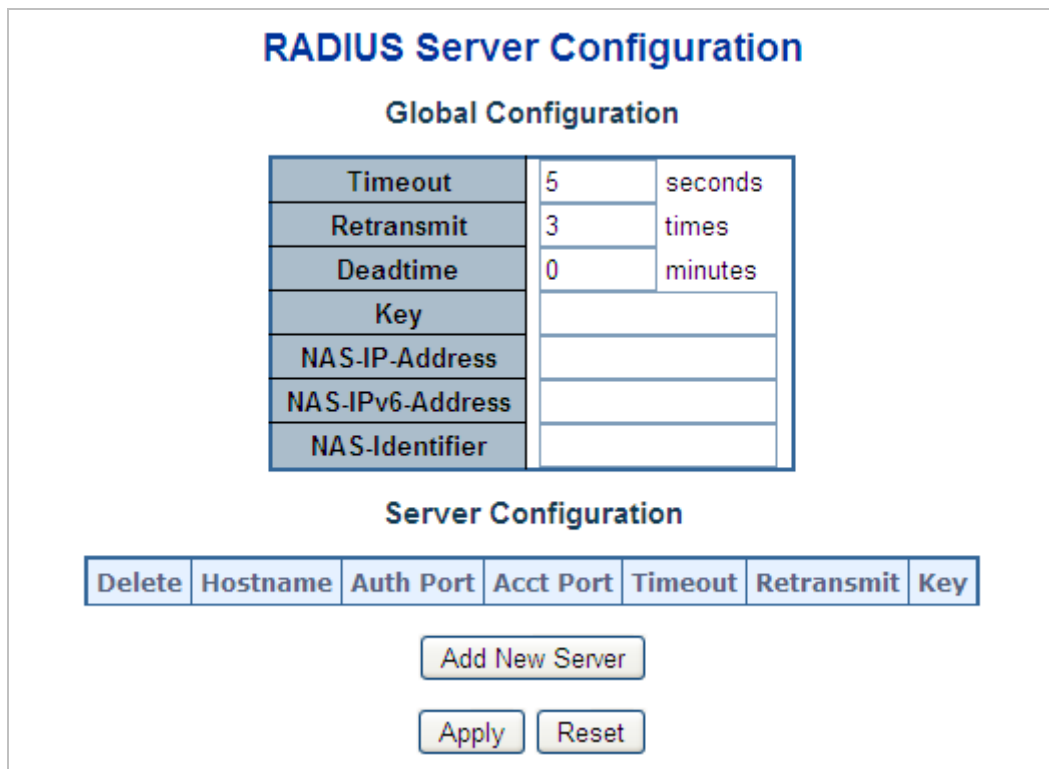 RADIUS Server Configuration
Global Configuration
Timeout 5 seconds
Retransmit 3 times
Deadtime 0 minutes
Key
NAS-IP-Address
NAS-IPv6-Address
NAS-Identifier
Server Configuration
Delete Hostname Auth Port Acct Port Timeout Retransmit Key
Add New Server
Apply Reset